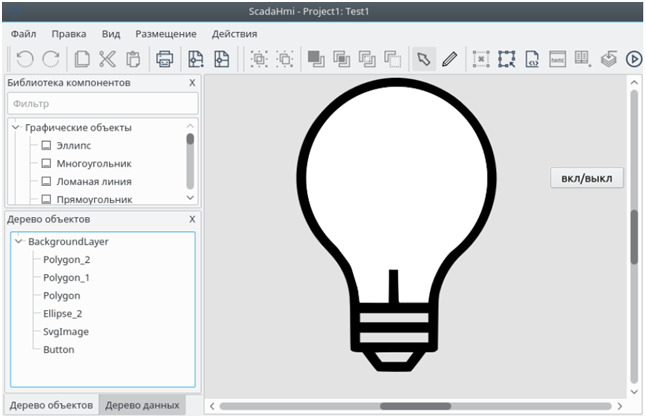 ScadaHmi - Project1: Test1
Файл Правка Вид Размещение Действия
Библиотека компонентов X
Фильтр
Графические объекты
Эллипс
Многоугольник
Ломаная линия
Прямоугольник
вкл/выкл
Дерево объектов X
BackgroundLayer
Polygon_2
Polygon_1
Polygon
Ellipse_2
SvgImage
Button
Дерево объектов Дерево данных